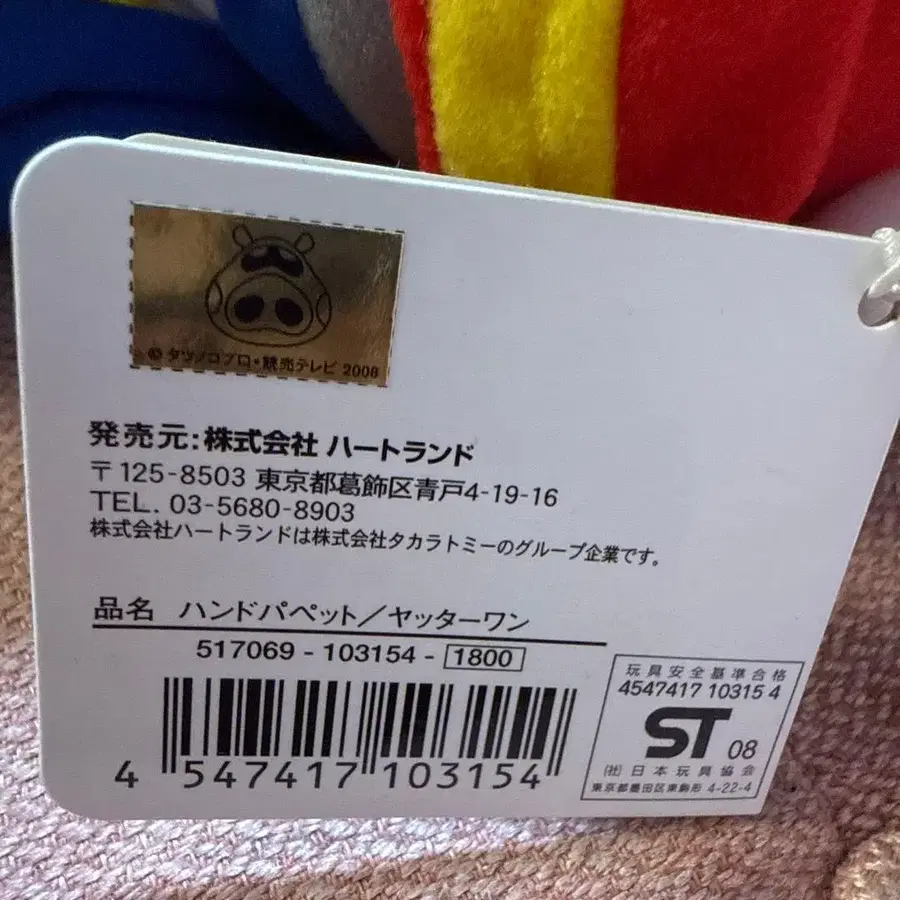 © タツノコプロ・読売テレビ 2008
発売元:株式会社 ハートランド
〒125-8503 東京都葛飾区青戸4-19-16
TEL. 03-5680-8903
株式会社ハートランドは株式会社タカラトミーのグループ企業です。
品名 ハンドパペット/ヤッターワン
517069 - 103154 - 1800
4 547417 103154
玩具安全基準合格
4547417 10315 4
ST 08
(社)日本玩具協会
東京都墨田区東駒形 4-22-4